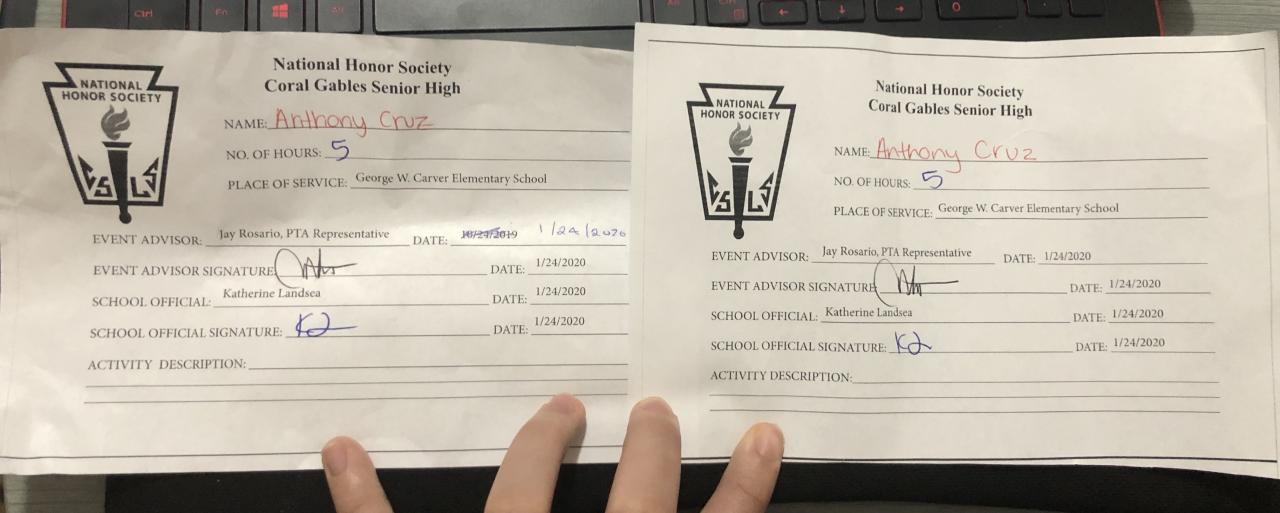 Ctrl Fn Alt
NATIONAL
HONOR SOCIETY
National Honor Society
Coral Gables Senior High
NAME: Anthony Cruz
NO. OF HOURS: 5
PLACE OF SERVICE: George W. Carver Elementary School
EVENT ADVISOR: Jay Rosario, PTA Representative DATE: 1/24/2020
EVENT ADVISOR SIGNATURE DATE: 1/24/2020
SCHOOL OFFICIAL: Katherine Landsea DATE: 1/24/2020
SCHOOL OFFICIAL SIGNATURE: DATE: 1/24/2020
ACTIVITY DESCRIPTION:
NATIONAL
HONOR SOCIETY
National Honor Society
Coral Gables Senior High
NAME: Anthony Cruz
NO. OF HOURS: 5
PLACE OF SERVICE: George W. Carver Elementary School
EVENT ADVISOR: Jay Rosario, PTA Representative DATE: 1/24/2020
EVENT ADVISOR SIGNATURE DATE: 1/24/2020
SCHOOL OFFICIAL: Katherine Landsea DATE: 1/24/2020
SCHOOL OFFICIAL SIGNATURE: DATE: 1/24/2020
ACTIVITY DESCRIPTION: